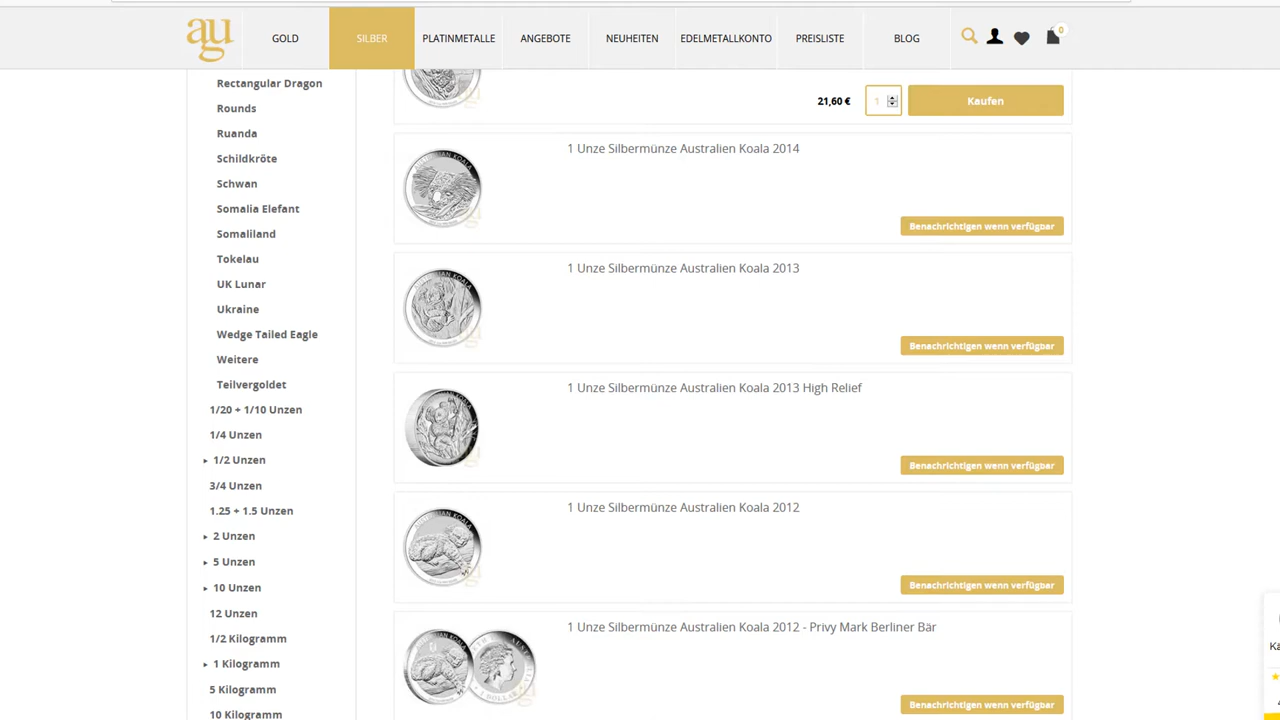 au
g
GOLD
SILBER
PLATINMETALLE
ANGEBOTE
NEUHEITEN
EDELMETALLKONTO
PREISLISTE
BLOG
0
Rectangular Dragon
Rounds
Ruanda
Schildkröte
Schwan
Somalia Elefant
Somaliland
Tokelau
UK Lunar
Ukraine
Wedge Tailed Eagle
Weitere
Teilvergoldet
1/20 + 1/10 Unzen
1/4 Unzen
1/2 Unzen
3/4 Unzen
1.25 + 1.5 Unzen
2 Unzen
5 Unzen
10 Unzen
12 Unzen
1/2 Kilogramm
1 Kilogramm
5 Kilogramm
10 Kilogramm
21,60 €
1
Kaufen
1 Unze Silbermünze Australien Koala 2014
Benachrichtigen wenn verfügbar
1 Unze Silbermünze Australien Koala 2013
Benachrichtigen wenn verfügbar
1 Unze Silbermünze Australien Koala 2013 High Relief
Benachrichtigen wenn verfügbar
1 Unze Silbermünze Australien Koala 2012
Benachrichtigen wenn verfügbar
1 Unze Silbermünze Australien Koala 2012 - Privy Mark Berliner Bär
Benachrichtigen wenn verfügbar